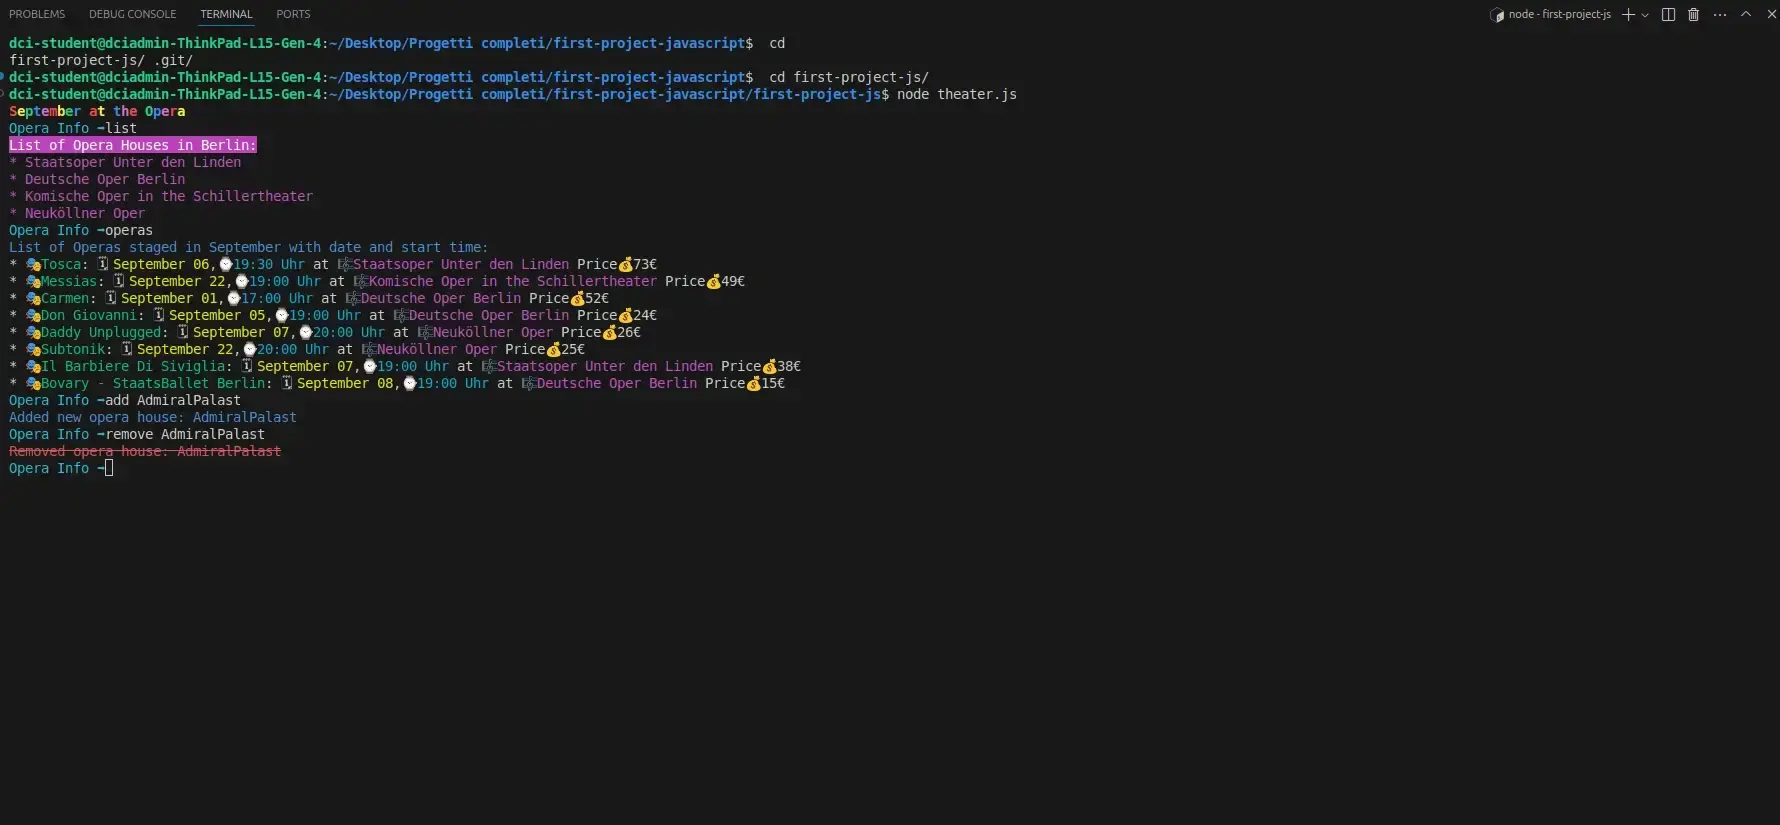 PROBLEMS DEBUG CONSOLE TERMINAL PORTS node - first-project-js
dci-student@dciadmin-ThinkPad-L15-Gen-4:~/Desktop/Progetti completi/first-project-javascript$ cd
first-project-js/ .git/
dci-student@dciadmin-ThinkPad-L15-Gen-4:~/Desktop/Progetti completi/first-project-javascript$ cd first-project-js/
dci-student@dciadmin-ThinkPad-L15-Gen-4:~/Desktop/Progetti completi/first-project-javascript/first-project-js$ node theater.js
September at the Opera
Opera Info →list
List of Opera Houses in Berlin:
* Staatsoper Unter den Linden
* Deutsche Oper Berlin
* Komische Oper in the Schillertheater
* Neuköllner Oper
Opera Info →operas
List of Operas staged in September with date and start time:
* 🎭Tosca: 🗓 September 06,⌚19:30 Uhr at 🎼Staatsoper Unter den Linden Price💰73€
* 🎭Messias: 🗓 September 22,⌚19:00 Uhr at 🎼Komische Oper in the Schillertheater Price💰49€
* 🎭Carmen: 🗓 September 01,⌚17:00 Uhr at 🎼Deutsche Oper Berlin Price💰52€
* 🎭Don Giovanni: 🗓 September 05,⌚19:00 Uhr at 🎼Deutsche Oper Berlin Price💰24€
* 🎭Daddy Unplugged: 🗓 September 07,⌚20:00 Uhr at 🎼Neuköllner Oper Price💰26€
* 🎭Subtonik: 🗓 September 22,⌚20:00 Uhr at 🎼Neuköllner Oper Price💰25€
* 🎭Il Barbiere Di Siviglia: 🗓 September 07,⌚19:00 Uhr at 🎼Staatsoper Unter den Linden Price💰38€
* 🎭Bovary - StaatsBallet Berlin: 🗓 September 08,⌚19:00 Uhr at 🎼Deutsche Oper Berlin Price💰15€
Opera Info →add AdmiralPalast
Added new opera house: AdmiralPalast
Opera Info →remove AdmiralPalast
Removed opera house: AdmiralPalast
Opera Info →